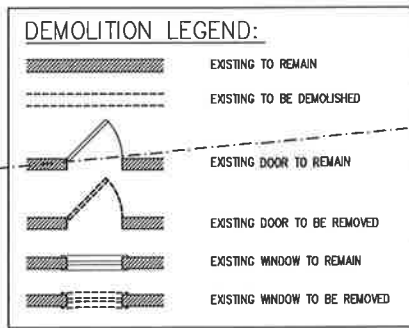 DEMOLITION LEGEND:
EXISTING TO REMAIN
EXISTING TO BE DEMOLISHED
EXISTING DOOR TO REMAIN
EXISTING DOOR TO BE REMOVED
EXISTING WINDOW TO REMAIN
EXISTING WINDOW TO BE REMOVED